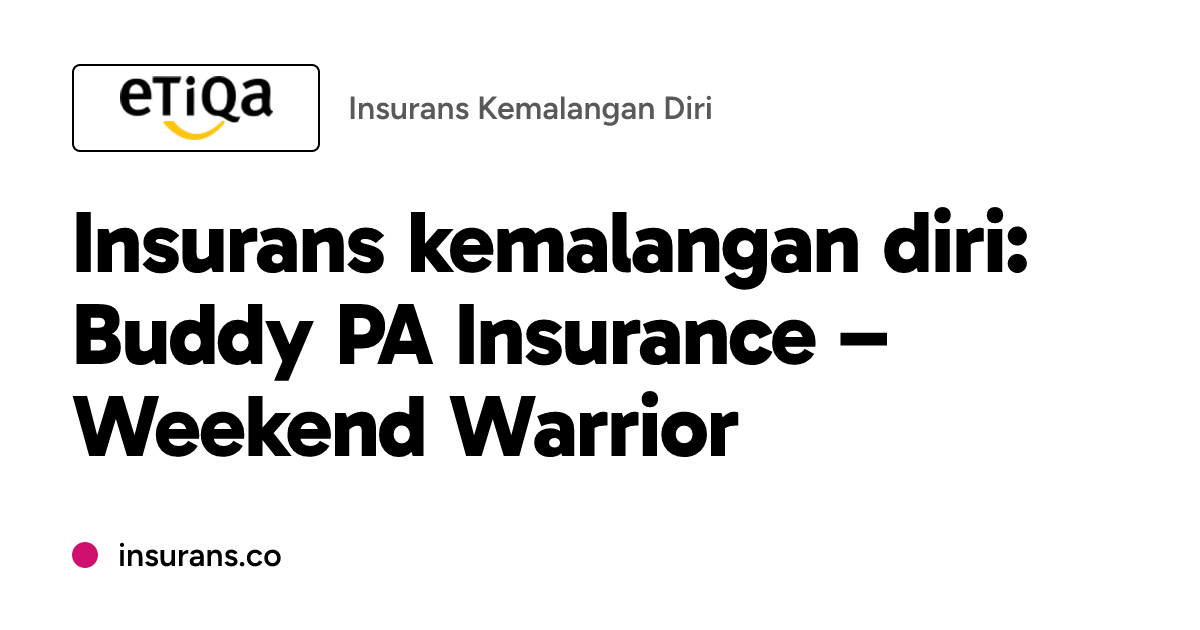 eTiQa
Insurans Kemalangan Diri
Insurans kemalangan diri:
Buddy PA Insurance –
Weekend Warrior
insurans.co